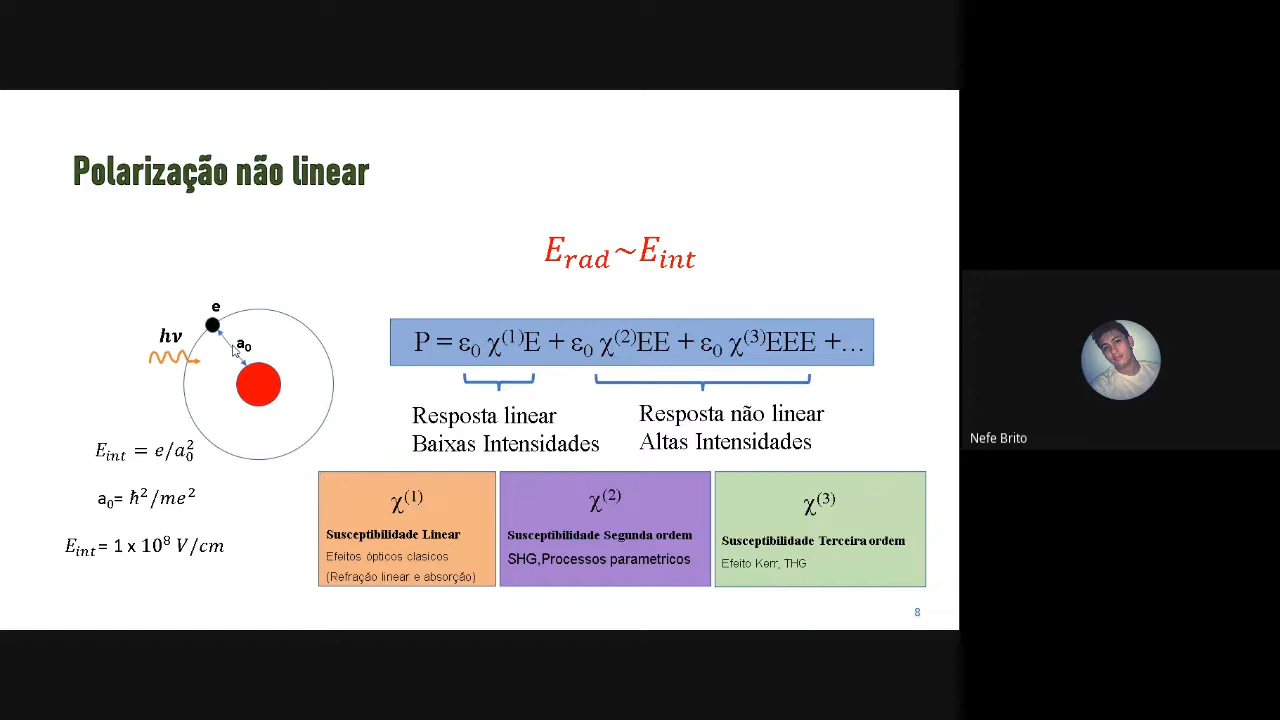 Polarização não linear
E_rad~E_int
e
hν
a₀
P = ε₀ χ⁽¹⁾E + ε₀ χ⁽²⁾EE + ε₀ χ⁽³⁾EEE +…
Resposta linear
Baixas Intensidades
Resposta não linear
Altas Intensidades
E_int = e/a₀²
a₀= ħ²/me²
E_int= 1 x 10⁸ V/cm
χ⁽¹⁾
Susceptibilidade Linear
Efeitos ópticos clasicos
(Refração linear e absorção)
χ⁽²⁾
Susceptibilidade Segunda ordem
SHG,Processos parametricos
χ⁽³⁾
Susceptibilidade Terceira ordem
Efeito Kerr, THG
8
Nefe Brito